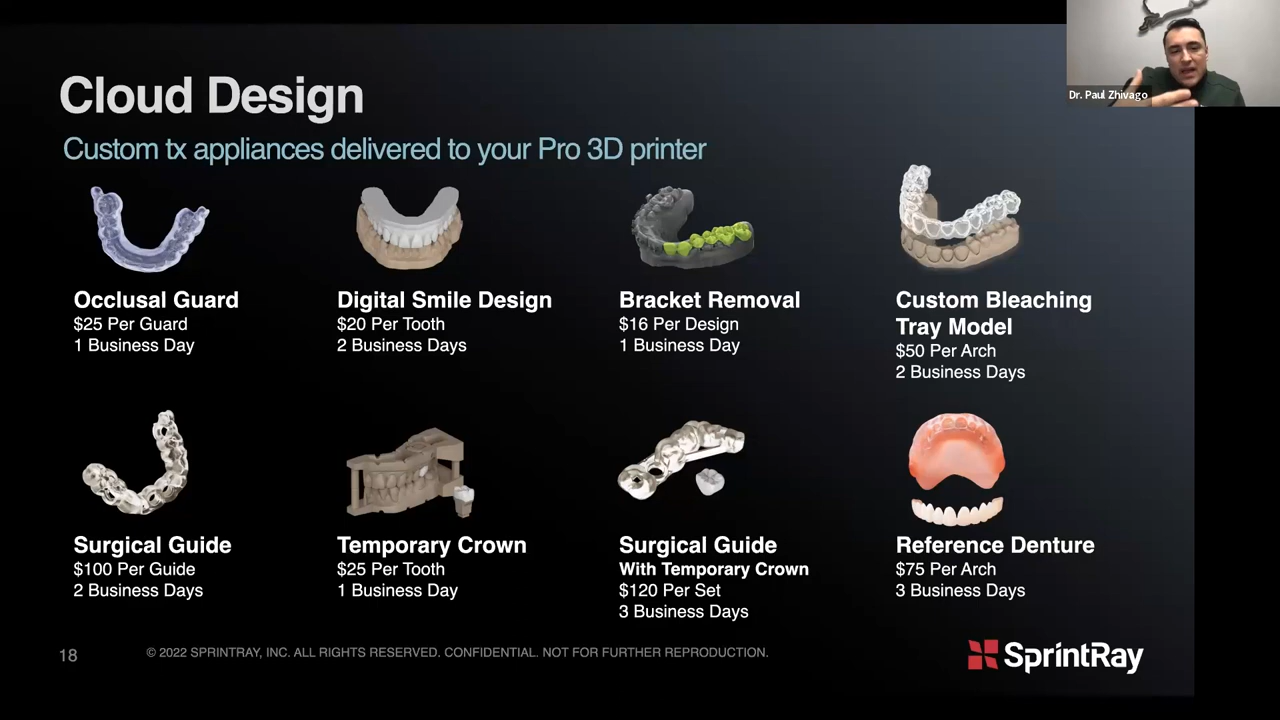 Dr. Paul Zhivago
Cloud Design
Custom tx appliances delivered to your Pro 3D printer
Occlusal Guard
$25 Per Guard
1 Business Day
Digital Smile Design
$20 Per Tooth
2 Business Days
Bracket Removal
$16 Per Design
1 Business Day
Custom Bleaching
Tray Model
$50 Per Arch
2 Business Days
Surgical Guide
$100 Per Guide
2 Business Days
Temporary Crown
$25 Per Tooth
1 Business Day
Surgical Guide
With Temporary Crown
$120 Per Set
3 Business Days
Reference Denture
$75 Per Arch
3 Business Days
18
© 2022 SPRINTRAY, INC. ALL RIGHTS RESERVED. CONFIDENTIAL. NOT FOR FURTHER REPRODUCTION.
SprintRay